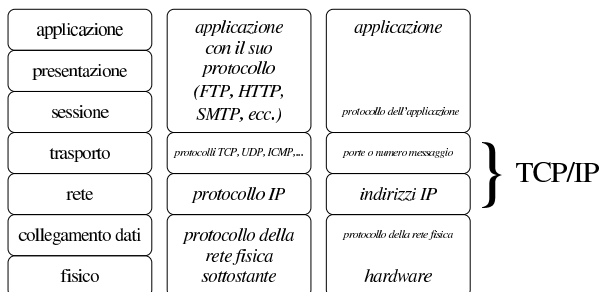 applicazione
presentazione
sessione
trasporto
rete
collegamento dati
fisico
applicazione
con il suo
protocollo
(FTP, HTTP,
SMTP, ecc.)
protocolli TCP, UDP, ICMP,...
protocollo IP
protocollo della
rete fisica
sottostante
applicazione
protocollo dell'applicazione
porte o numero messaggio
indirizzi IP
protocollo della rete fisica
hardware
TCP/IP